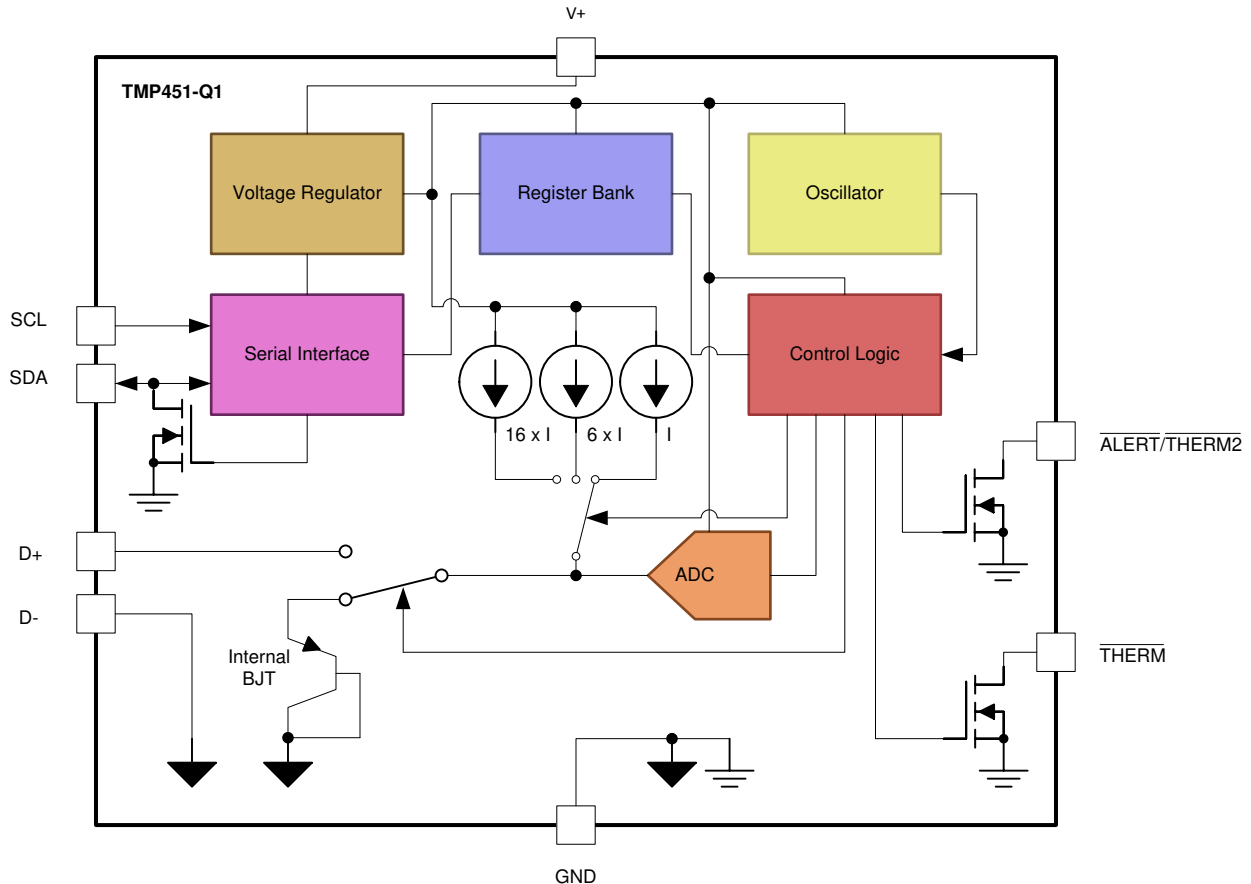 V+
TMP451-Q1
Voltage Regulator
Register Bank
Oscillator
SCL
Serial Interface
Control Logic
SDA
16 x I
6 x I
I
ALERT/THERM2
D+
ADC
D-
Internal
BJT
THERM
GND